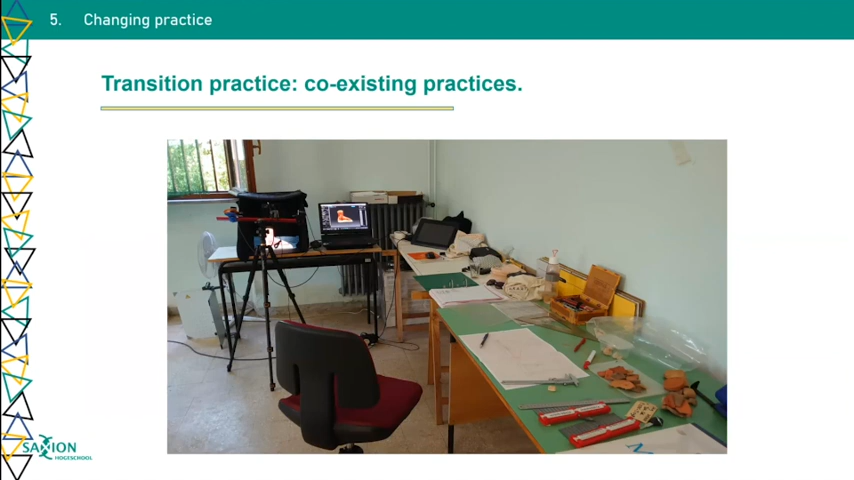 5. Changing practice
Transition practice: co-existing practices.
SAXION
HOGESCHOOL